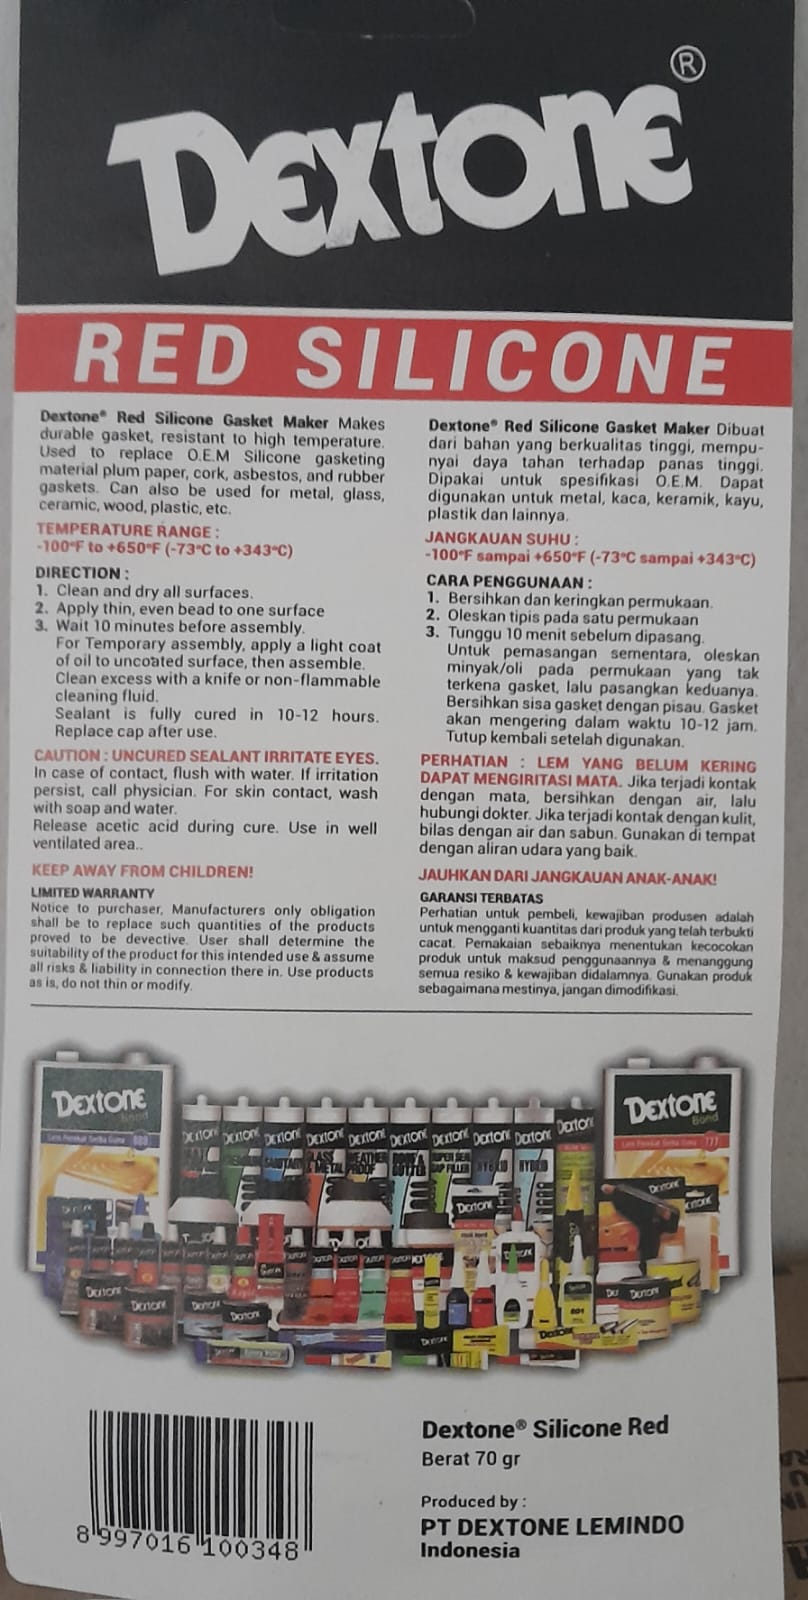 Dextone®
RED SILICONE
Dextone® Red Silicone Gasket Maker Makes
durable gasket, resistant to high temperature.
Used to replace O.E.M Silicone gasketing
material plum paper, cork, asbestos, and rubber
gaskets. Can also be used for metal, glass,
ceramic, wood, plastic, etc.
TEMPERATURE RANGE :
-100°F to +650°F (-73°C to +343°C)
DIRECTION :
1. Clean and dry all surfaces.
2. Apply thin, even bead to one surface
3. Wait 10 minutes before assembly.
For Temporary assembly, apply a light coat
of oil to uncoated surface, then assemble.
Clean excess with a knife or non-flammable
cleaning fluid.
Sealant is fully cured in 10-12 hours.
Replace cap after use.
CAUTION : UNCURED SEALANT IRRITATE EYES.
In case of contact, flush with water. If irritation
persist, call physician. For skin contact, wash
with soap and water.
Release acetic acid during cure. Use in well
ventilated area..
KEEP AWAY FROM CHILDREN!
LIMITED WARRANTY
Notice to purchaser, Manufacturers only obligation
shall be to replace such quantities of the products
proved to be devective. User shall determine the
suitability of the product for this intended use & assume
all risks & liability in connection there in. Use products
as is, do not thin or modify.
Dextone® Red Silicone Gasket Maker Dibuat
dari bahan yang berkualitas tinggi, mempu-
nyai daya tahan terhadap panas tinggi.
Dipakai untuk spesifikasi O.E.M. Dapat
digunakan untuk metal, kaca, keramik, kayu,
plastik dan lainnya.
JANGKAUAN SUHU :
-100°F sampai +650°F (-73°C sampai +343°C)
CARA PENGGUNAAN :
1. Bersihkan dan keringkan permukaan.
2. Oleskan tipis pada satu permukaan
3. Tunggu 10 menit sebelum dipasang.
Untuk pemasangan sementara, oleskan
minyak/oli pada permukaan yang tak
terkena gasket, lalu pasangkan keduanya.
Bersihkan sisa gasket dengan pisau. Gasket
akan mengering dalam waktu 10-12 jam.
Tutup kembali setelah digunakan.
PERHATIAN : LEM YANG BELUM KERING
DAPAT MENGIRITASI MATA. Jika terjadi kontak
dengan mata, bersihkan dengan air, lalu
hubungi dokter. Jika terjadi kontak dengan kulit,
bilas dengan air dan sabun. Gunakan di tempat
dengan aliran udara yang baik.
JAUHKAN DARI JANGKAUAN ANAK-ANAK!
GARANSI TERBATAS
Perhatian untuk pembeli, kewajiban produsen adalah
untuk mengganti kuantitas dari produk yang telah terbukti
cacat. Pemakaian sebaiknya menentukan kecocokan
produk untuk maksud penggunaannya & menanggung
semua resiko & kewajiban didalamnya. Gunakan produk
sebagaimana mestinya, jangan dimodifikasi.
Dextone
Bond
Dextone
Bond
8 997016 100348
Dextone® Silicone Red
Berat 70 gr
Produced by :
PT DEXTONE LEMINDO
Indonesia